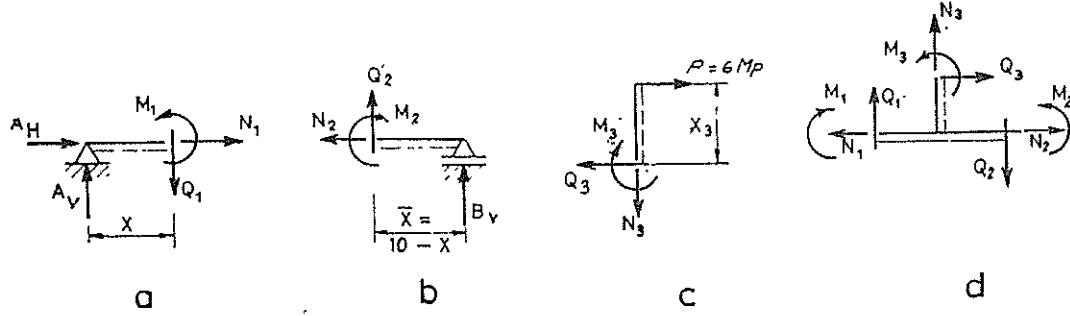 A_H
M_1
N_1
Q_1
A_V
X
a
Q_2
N_2
M_2
X̅ =
10 - X
B_V
b
P = 6 Mp
M_3
X_3
Q_3
N_3
c
N_3
M_3
Q_3
M_1
Q_1
N_1
M_2
N_2
Q_2
d